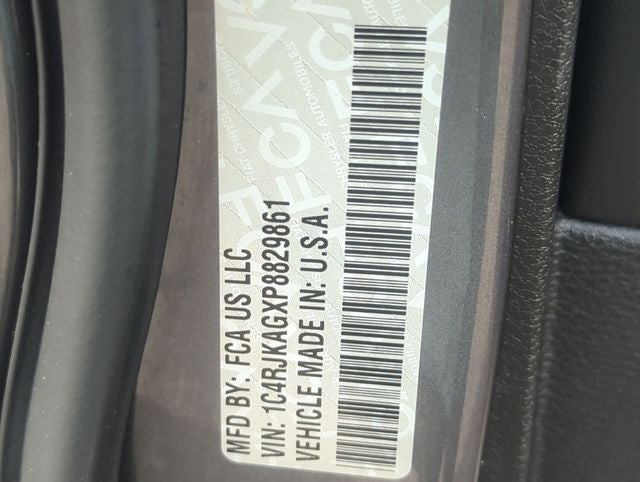 MFD BY: FCA US LLC
VIN: 1C4RJKAGXP8829861
VEHICLE MADE IN: U.S.A.